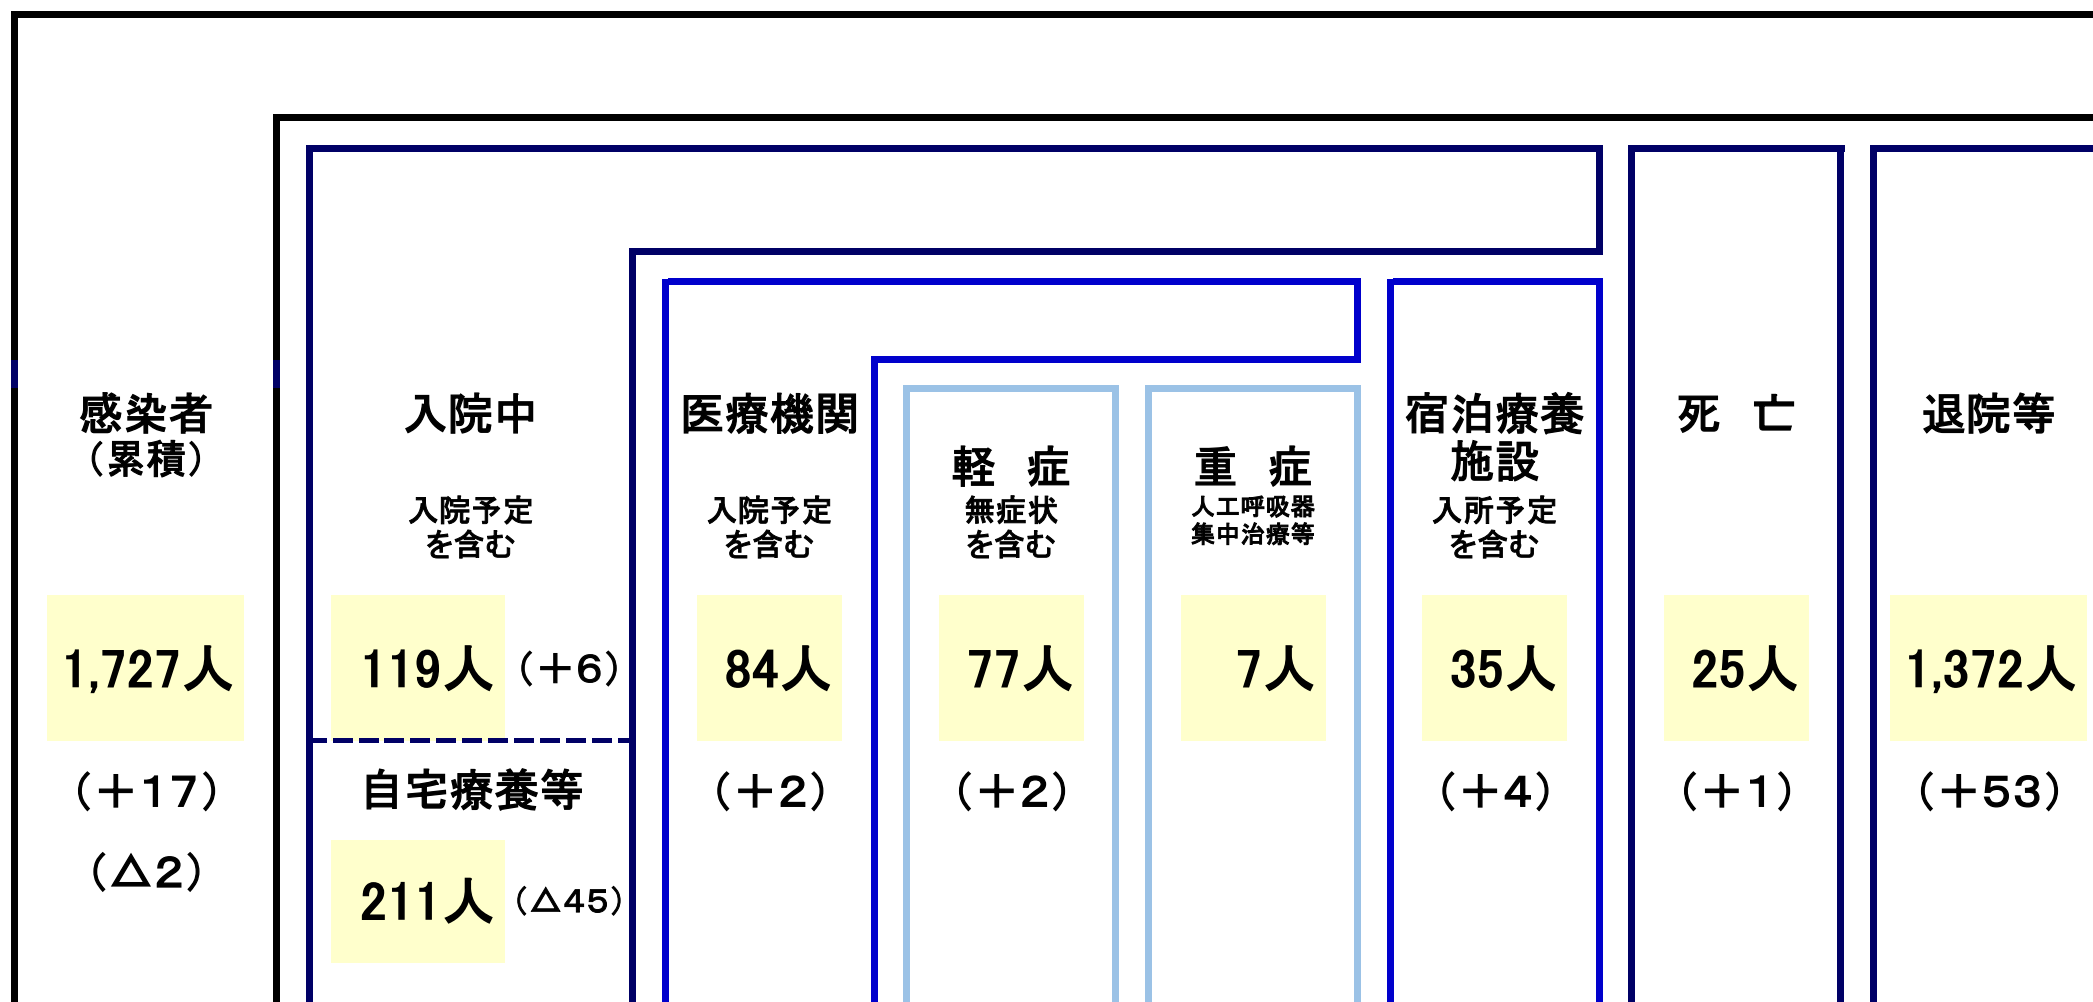 感染者
（累積）
1,727人
（＋17）
（△2）
入院中
入院予定
を含む
119人（＋6）
自宅療養等
211人（△45）
医療機関
入院予定
を含む
84人
（＋2）
軽 症
無症状
を含む
77人
（＋2）
重 症
人工呼吸器
集中治療等
7人
宿泊療養
施設
入所予定
を含む
35人
（＋4）
死 亡
25人
（＋1）
退院等
1,372人
（＋53）